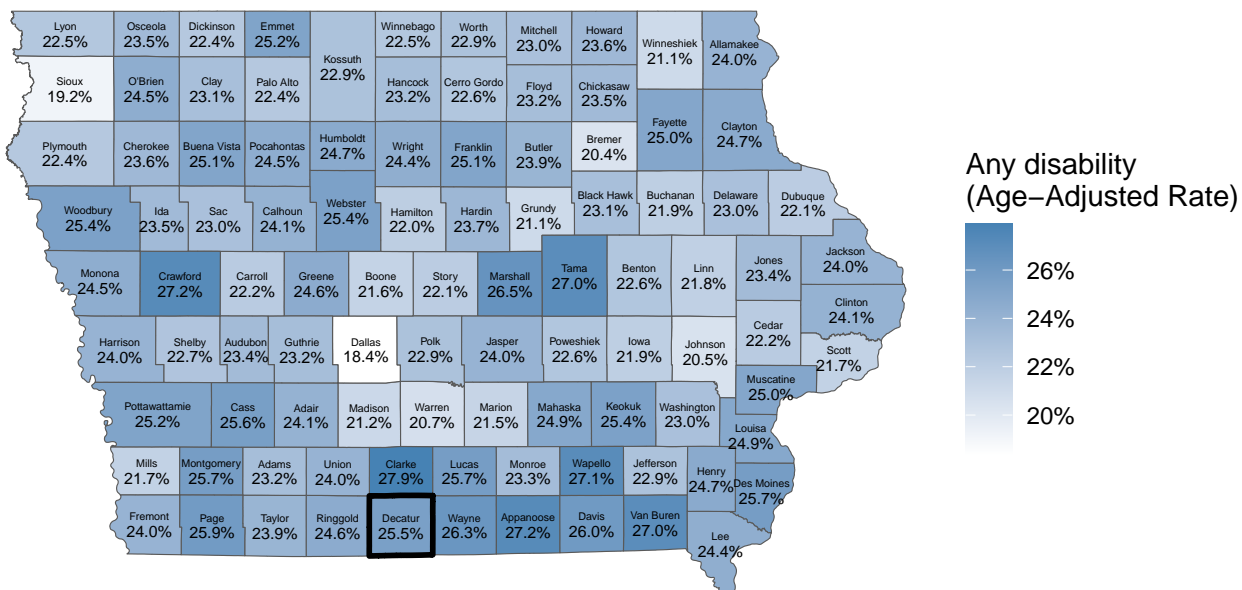 Lyon
22.5%
Osceola
23.5%
Dickinson
22.4%
Emmet
25.2%
Kossuth
22.9%
Winnebago
22.5%
Worth
22.9%
Mitchell
23.0%
Howard
23.6%
Winneshiek
21.1%
Allamakee
24.0%
Sioux
19.2%
O'Brien
24.5%
Clay
23.1%
Palo Alto
22.4%
Hancock
23.2%
Cerro Gordo
22.6%
Floyd
23.2%
Chickasaw
23.5%
Fayette
25.0%
Clayton
24.7%
Plymouth
22.4%
Cherokee
23.6%
Buena Vista
25.1%
Pocahontas
24.5%
Humboldt
24.7%
Wright
24.4%
Franklin
25.1%
Butler
23.9%
Bremer
20.4%
Woodbury
25.4%
Ida
23.5%
Sac
23.0%
Calhoun
24.1%
Webster
25.4%
Hamilton
22.0%
Hardin
23.7%
Grundy
21.1%
Black Hawk
23.1%
Buchanan
21.9%
Delaware
23.0%
Dubuque
22.1%
Monona
24.5%
Crawford
27.2%
Carroll
22.2%
Greene
24.6%
Boone
21.6%
Story
22.1%
Marshall
26.5%
Tama
27.0%
Benton
22.6%
Linn
21.8%
Jones
23.4%
Jackson
24.0%
Clinton
24.1%
Harrison
24.0%
Shelby
22.7%
Audubon
23.4%
Guthrie
23.2%
Dallas
18.4%
Polk
22.9%
Jasper
24.0%
Poweshiek
22.6%
Iowa
21.9%
Johnson
20.5%
Cedar
22.2%
Scott
21.7%
Muscatine
25.0%
Pottawattamie
25.2%
Cass
25.6%
Adair
24.1%
Madison
21.2%
Warren
20.7%
Marion
21.5%
Mahaska
24.9%
Keokuk
25.4%
Washington
23.0%
Louisa
24.9%
Mills
21.7%
Montgomery
25.7%
Adams
23.2%
Union
24.0%
Clarke
27.9%
Lucas
25.7%
Monroe
23.3%
Wapello
27.1%
Jefferson
22.9%
Henry
24.7%
Des Moines
25.7%
Fremont
24.0%
Page
25.9%
Taylor
23.9%
Ringgold
24.6%
Decatur
25.5%
Wayne
26.3%
Appanoose
27.2%
Davis
26.0%
Van Buren
27.0%
Lee
24.4%
Any disability
(Age−Adjusted Rate)
26%
24%
22%
20%